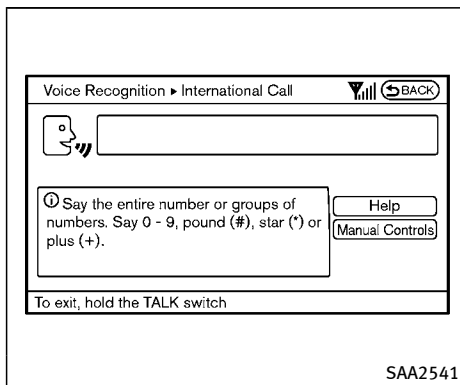 Voice Recognition ▸ International Call
BACK
ⓘ Say the entire number or groups of
numbers. Say 0 - 9, pound (#), star (*) or
plus (+).
Help
Manual Controls
To exit, hold the TALK switch
SAA2541